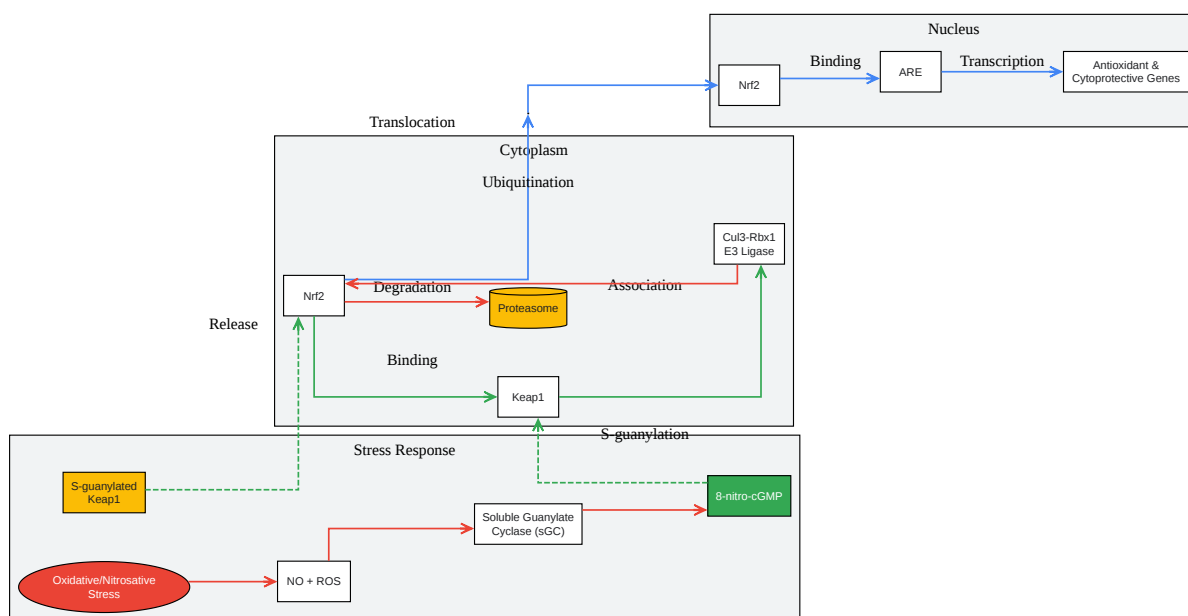 Nucleus
Nrf2
Binding
ARE
Transcription
Antioxidant &
Cytoprotective Genes
Translocation
Cytoplasm
Ubiquitination
Cul3-Rbx1
E3 Ligase
Nrf2
Degradation
Proteasome
Association
Release
Binding
Keap1
S-guanylation
Stress Response
S-guanylated
Keap1
8-nitro-cGMP
Soluble Guanylate
Cyclase (sGC)
Oxidative/Nitrosative
Stress
NO + ROS